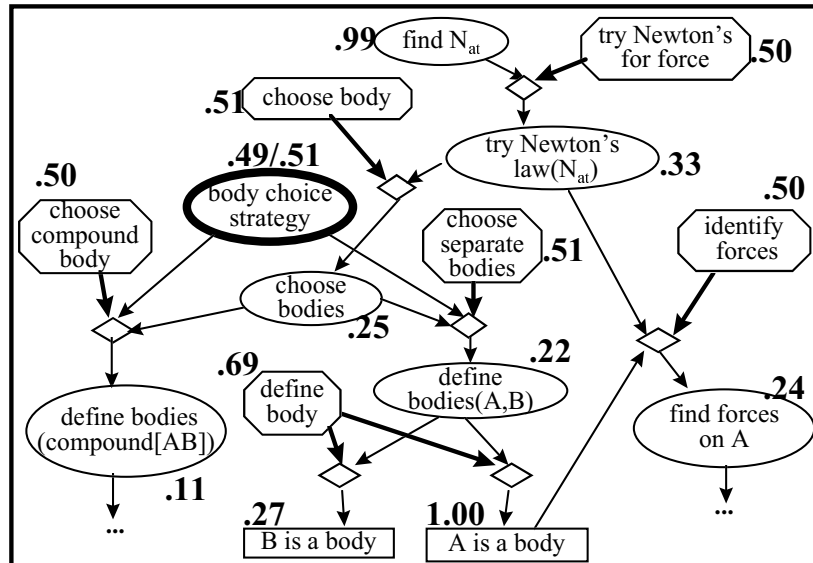 .99
find Nat
try Newton's
for force
.50
.51
choose body
try Newton's
law(Nat)
.33
.49/.51
body choice
strategy
.50
choose
compound
body
choose
separate
bodies
.51
.50
identify
forces
choose
bodies
.25
.22
define
bodies(A,B)
.69
define
body
.24
find forces
on A
define bodies
(compound[AB])
.11
...
...
.27
B is a body
1.00
A is a body